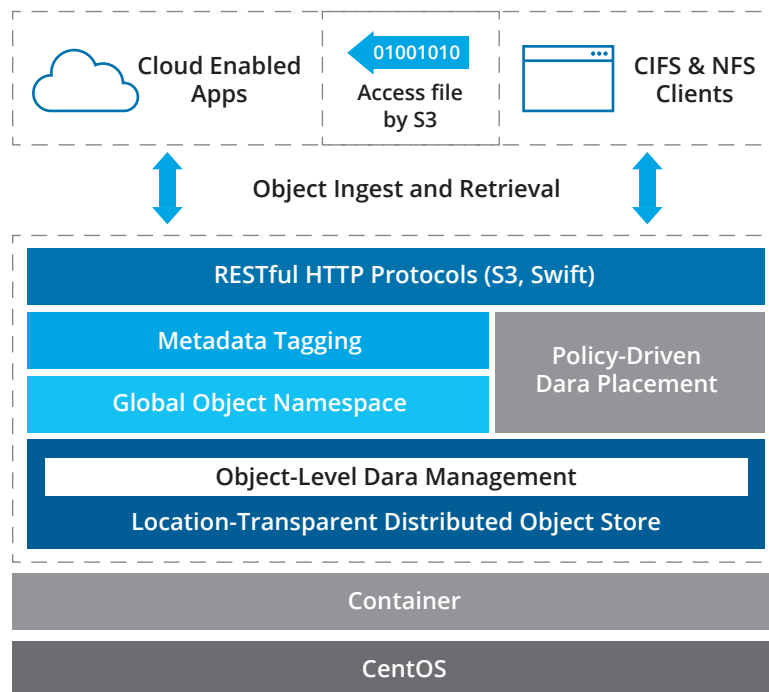 Cloud Enabled
Apps
01001010
Access file
by S3
CIFS & NFS
Clients
Object Ingest and Retrieval
RESTful HTTP Protocols (S3, Swift)
Metadata Tagging
Global Object Namespace
Policy-Driven
Dara Placement
Object-Level Dara Management
Location-Transparent Distributed Object Store
Container
CentOS